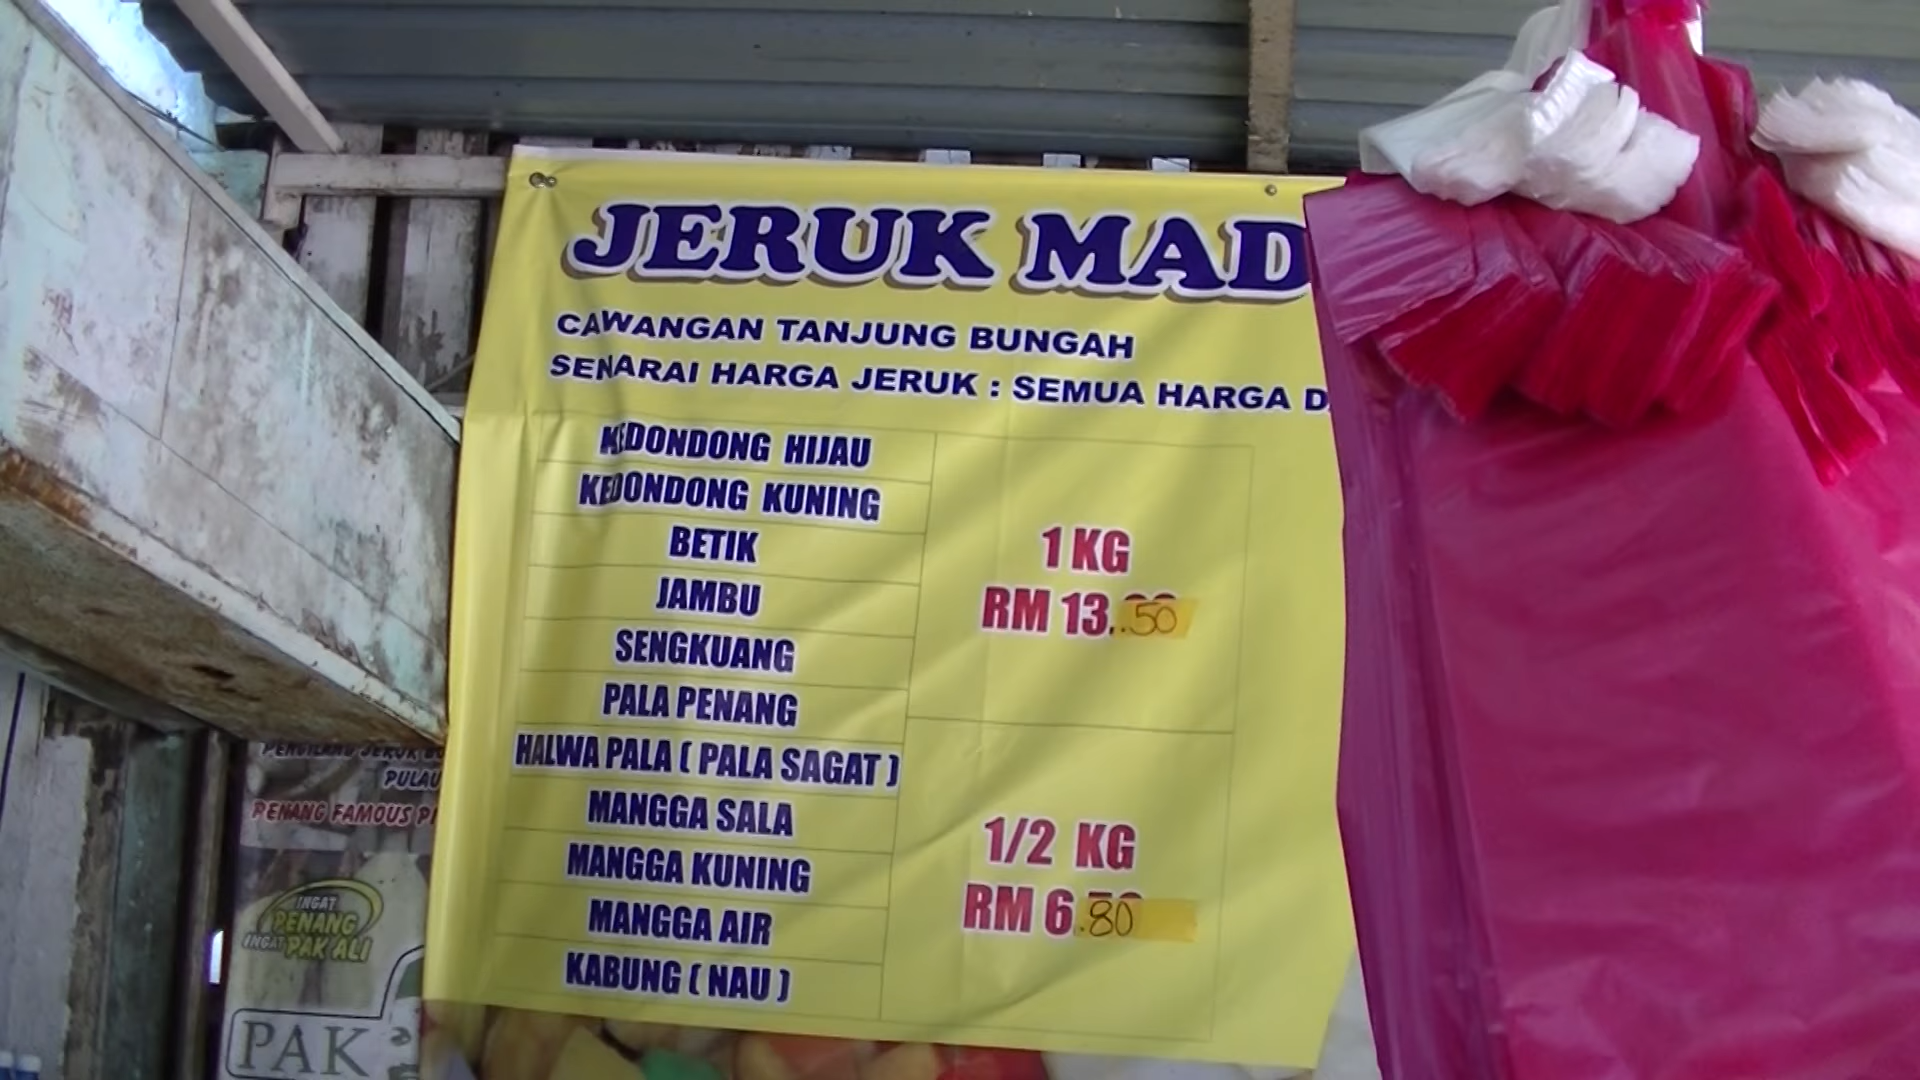 JERUK MAD
CAWANGAN TANJUNG BUNGAH
SENARAI HARGA JERUK : SEMUA HARGA
KEDONDONG HIJAU
KEDONDONG KUNING
BETIK
JAMBU
SENGKUANG
PALA PENANG
HALWA PALA ( PALA SAGAT )
MANGGA SALA
MANGGA KUNING
MANGGA AIR
KABUNG ( NAU )
1 KG
RM 13..50
1/2 KG
RM 6.80
JERUK
PULAU
PENANG FAMOUS
INGAT
PENANG
INGAT PAK ALI
PAK